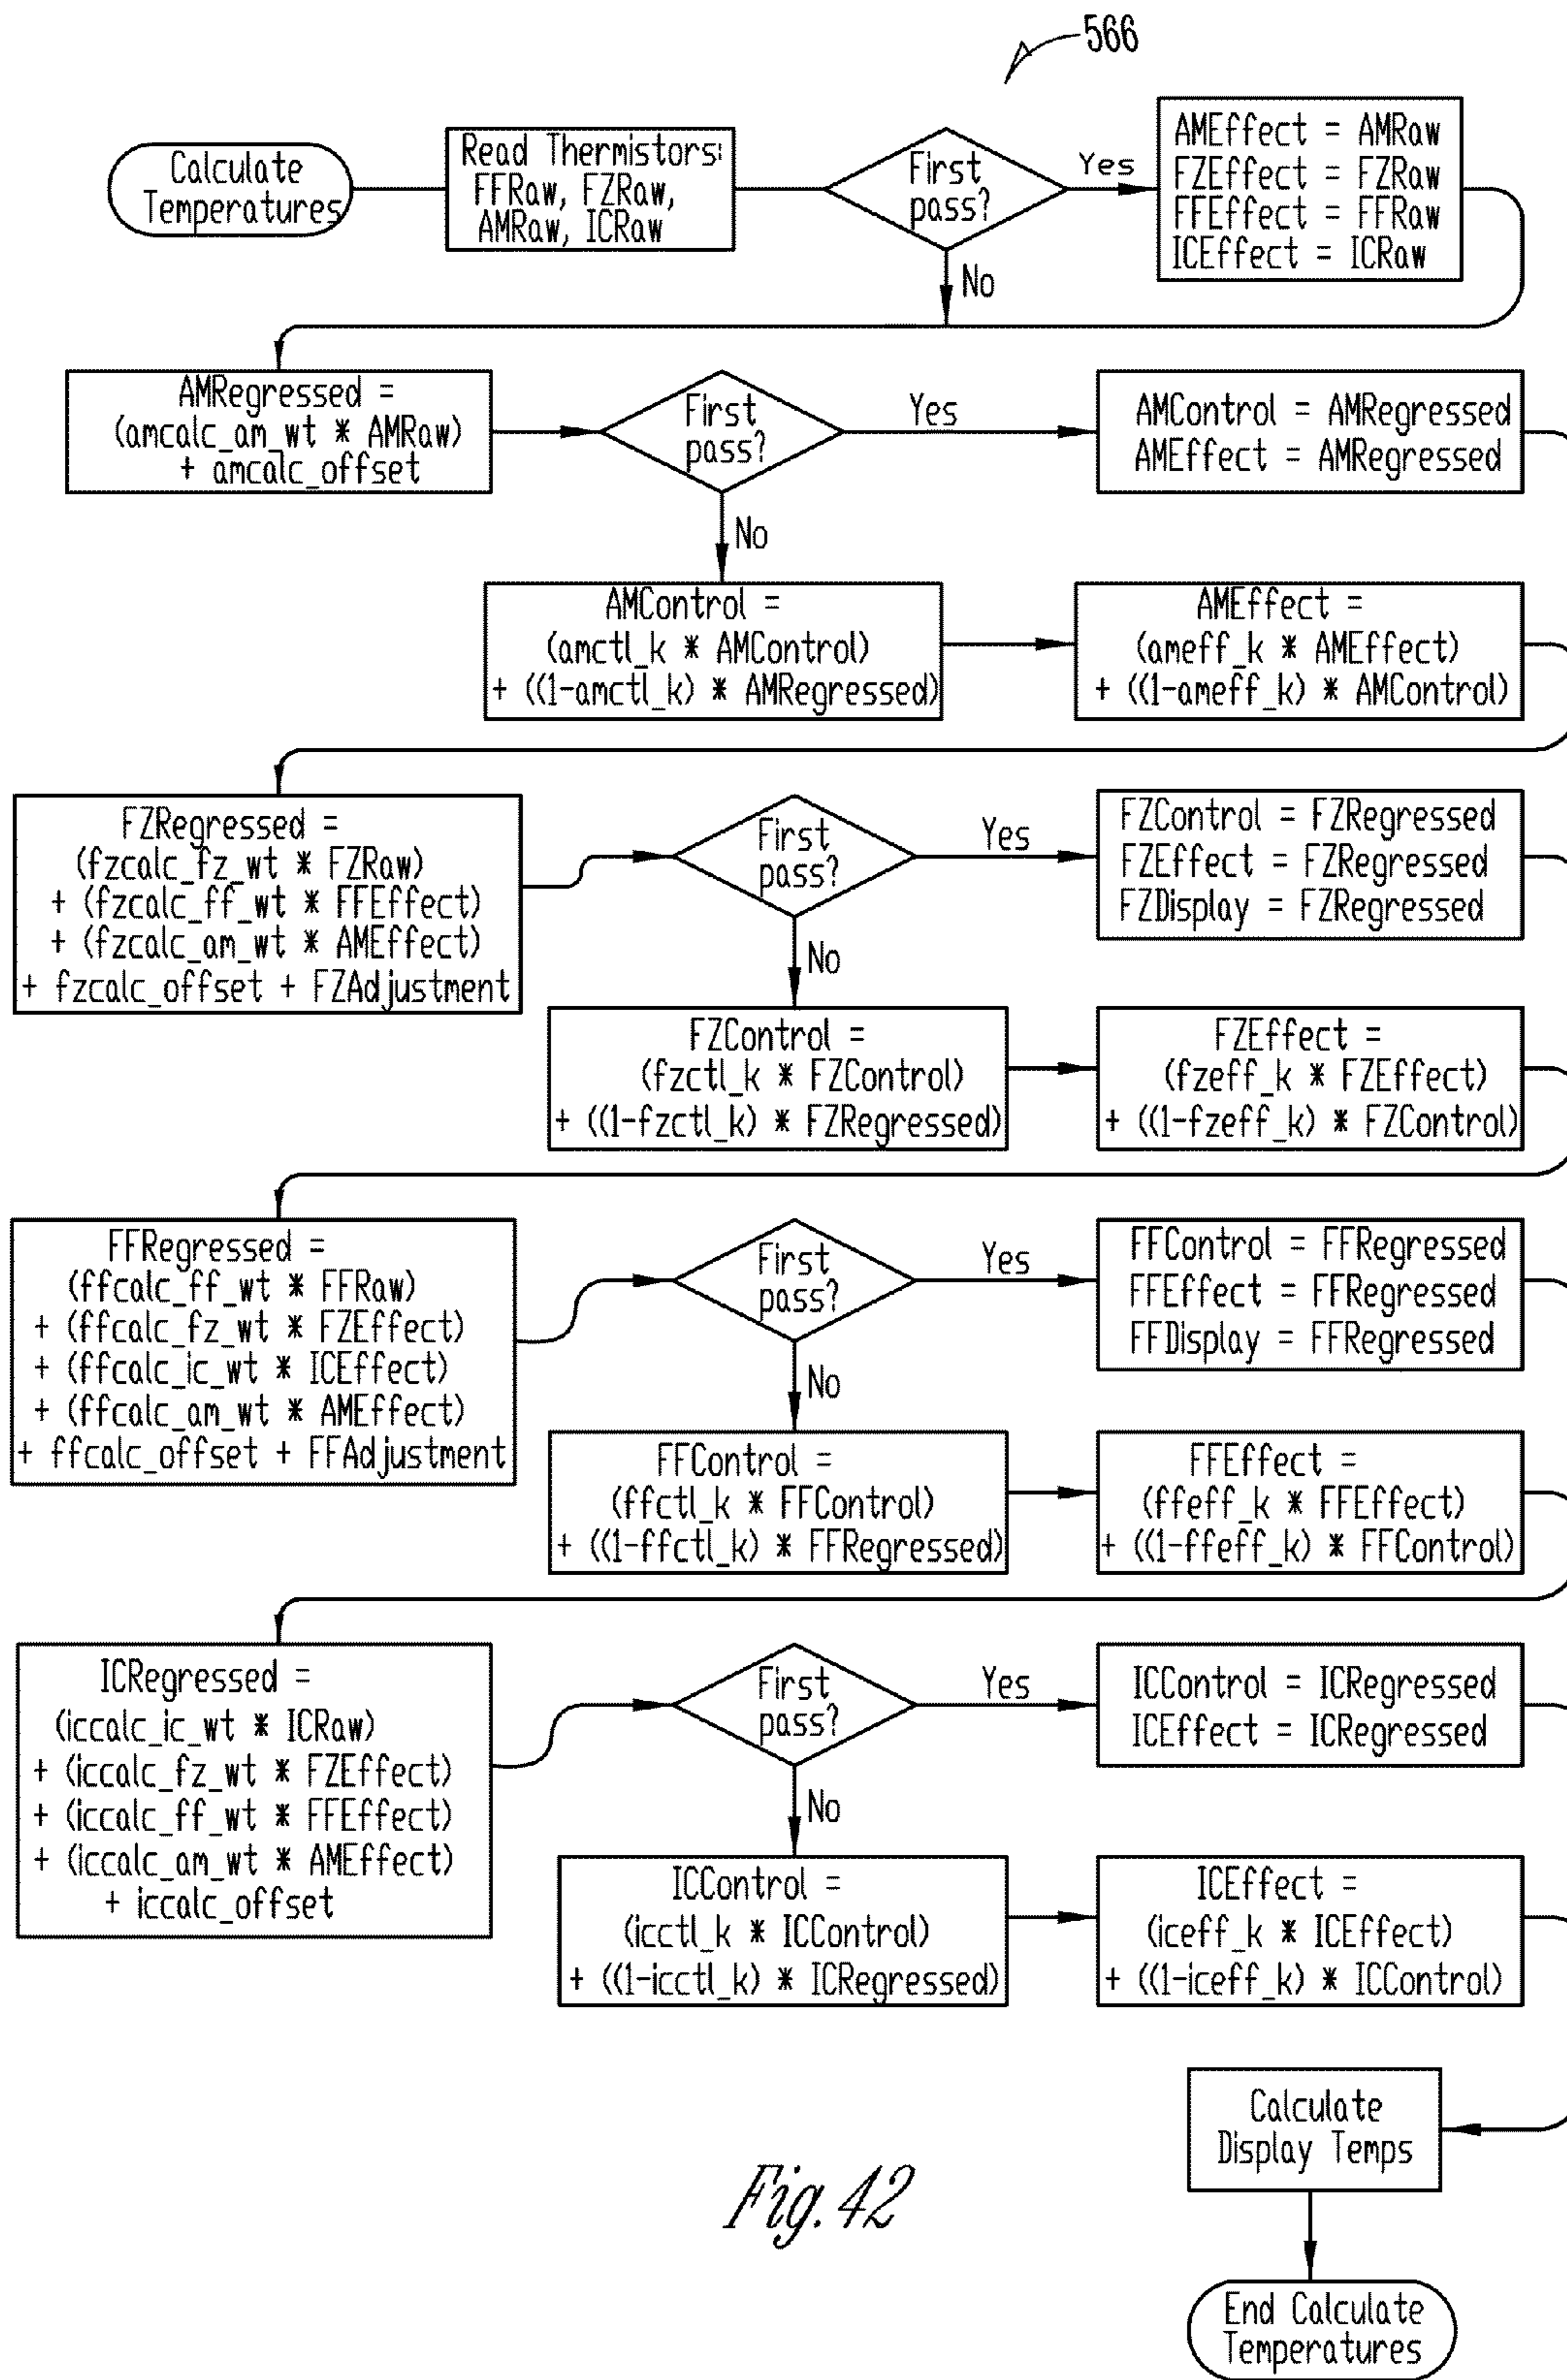 566
Calculate
Temperatures
Read Thermistors:
FFRaw, FZRaw,
AMRaw, ICRaw
First
pass?
Yes
No
AMEffect = AMRaw
FZEffect = FZRaw
FFEffect = FFRaw
ICEffect = ICRaw
AMRegressed =
(amcalc_am_wt * AMRaw)
+ amcalc_offset
First
pass?
Yes
No
AMControl = AMRegressed
AMEffect = AMRegressed
AMControl =
(amctl_k * AMControl)
+ ((1-amctl_k) * AMRegressed)
AMEffect =
(ameff_k * AMEffect)
+ ((1-ameff_k) * AMControl)
FZRegressed =
(fzcalc_fz_wt * FZRaw)
+ (fzcalc_ff_wt * FFEffect)
+ (fzcalc_am_wt * AMEffect)
+ fzcalc_offset + FZAdjustment
First
pass?
Yes
No
FZControl = FZRegressed
FZEffect = FZRegressed
FZDisplay = FZRegressed
FZControl =
(fzctl_k * FZControl)
+ ((1-fzctl_k) * FZRegressed)
FZEffect =
(fzeff_k * FZEffect)
+ ((1-fzeff_k) * FZControl)
FFRegressed =
(ffcalc_ff_wt * FFRaw)
+ (ffcalc_fz_wt * FZEffect)
+ (ffcalc_ic_wt * ICEffect)
+ (ffcalc_am_wt * AMEffect)
+ ffcalc_offset + FFAdjustment
First
pass?
Yes
No
FFControl = FFRegressed
FFEffect = FFRegressed
FFDisplay = FFRegressed
FFControl =
(ffctl_k * FFControl)
+ ((1-ffctl_k) * FFRegressed)
FFEffect =
(ffeff_k * FFEffect)
+ ((1-ffeff_k) * FFControl)
ICRegressed =
(iccalc_ic_wt * ICRaw)
+ (iccalc_fz_wt * FZEffect)
+ (iccalc_ff_wt * FFEffect)
+ (iccalc_am_wt * AMEffect)
+ iccalc_offset
First
pass?
Yes
No
ICControl = ICRegressed
ICEffect = ICRegressed
ICControl =
(icctl_k * ICControl)
+ ((1-icctl_k) * ICRegressed)
ICEffect =
(iceff_k * ICEffect)
+ ((1-iceff_k) * ICControl)
Calculate
Display Temps
End Calculate
Temperatures
Fig. 42